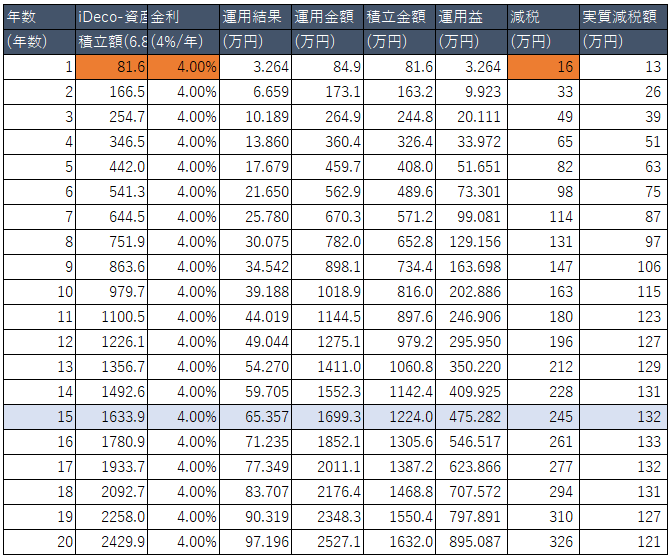 年数 iDeco-資産 金利 運用結果 運用金額 積立金額 運用益 減税 実質減税額
(年数) 積立額(6.8 (4%/年) (万円) (万円) (万円) (万円) (万円) (万円)
1 81.6 4.00% 3.264 84.9 81.6 3.264 16 13
2 166.5 4.00% 6.659 173.1 163.2 9.923 33 26
3 254.7 4.00% 10.189 264.9 244.8 20.111 49 39
4 346.5 4.00% 13.860 360.4 326.4 33.972 65 51
5 442.0 4.00% 17.679 459.7 408.0 51.651 82 63
6 541.3 4.00% 21.650 562.9 489.6 73.301 98 75
7 644.5 4.00% 25.780 670.3 571.2 99.081 114 87
8 751.9 4.00% 30.075 782.0 652.8 129.156 131 97
9 863.6 4.00% 34.542 898.1 734.4 163.698 147 106
10 979.7 4.00% 39.188 1018.9 816.0 202.886 163 115
11 1100.5 4.00% 44.019 1144.5 897.6 246.906 180 123
12 1226.1 4.00% 49.044 1275.1 979.2 295.950 196 127
13 1356.7 4.00% 54.270 1411.0 1060.8 350.220 212 129
14 1492.6 4.00% 59.705 1552.3 1142.4 409.925 228 131
15 1633.9 4.00% 65.357 1699.3 1224.0 475.282 245 132
16 1780.9 4.00% 71.235 1852.1 1305.6 546.517 261 133
17 1933.7 4.00% 77.349 2011.1 1387.2 623.866 277 132
18 2092.7 4.00% 83.707 2176.4 1468.8 707.572 294 131
19 2258.0 4.00% 90.319 2348.3 1550.4 797.891 310 127
20 2429.9 4.00% 97.196 2527.1 1632.0 895.087 326 121